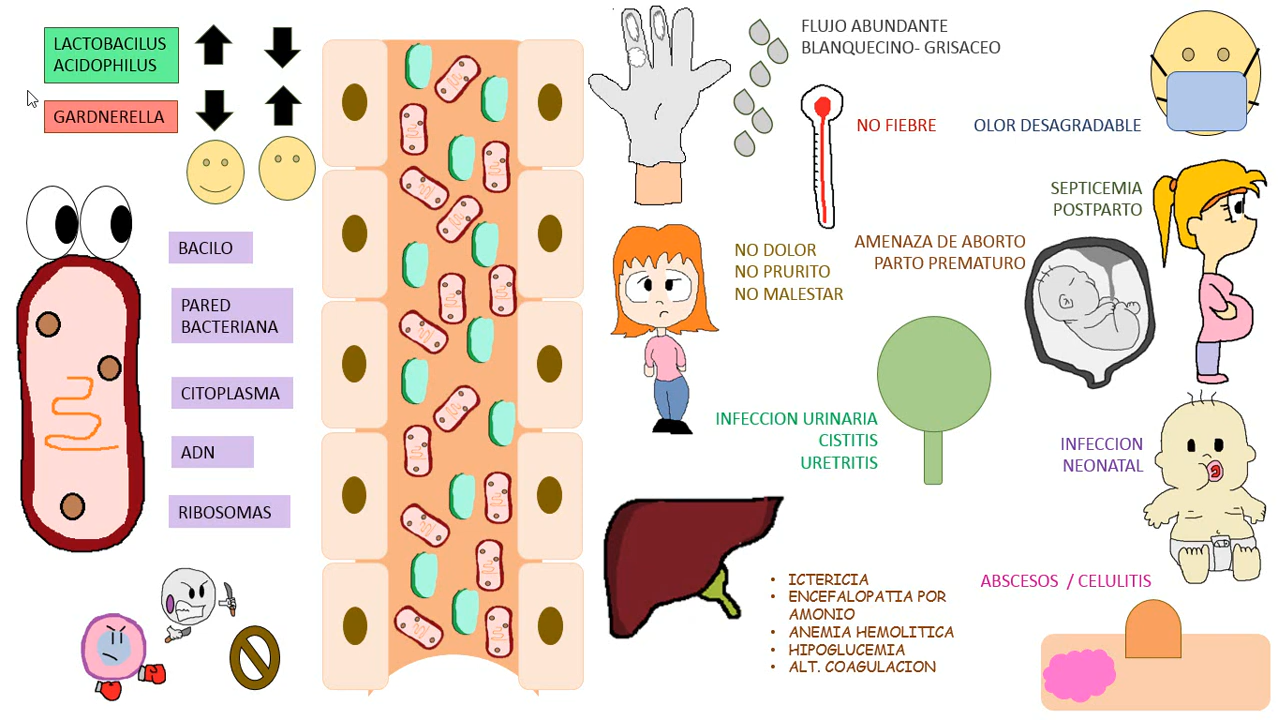 LACTOBACILUS
ACIDOPHILUS
GARDNERELLA
BACILO
PARED
BACTERIANA
CITOPLASMA
ADN
RIBOSOMAS
FLUJO ABUNDANTE
BLANQUECINO- GRISACEO
NO FIEBRE
OLOR DESAGRADABLE
SEPTICEMIA
POSTPARTO
NO DOLOR
NO PRURITO
NO MALESTAR
AMENAZA DE ABORTO
PARTO PREMATURO
INFECCION URINARIA
CISTITIS
URETRITIS
INFECCION
NEONATAL
• ICTERICIA
• ENCEFALOPATIA POR
AMONIO
• ANEMIA HEMOLITICA
• HIPOGLUCEMIA
• ALT. COAGULACION
ABSCESOS / CELULITIS